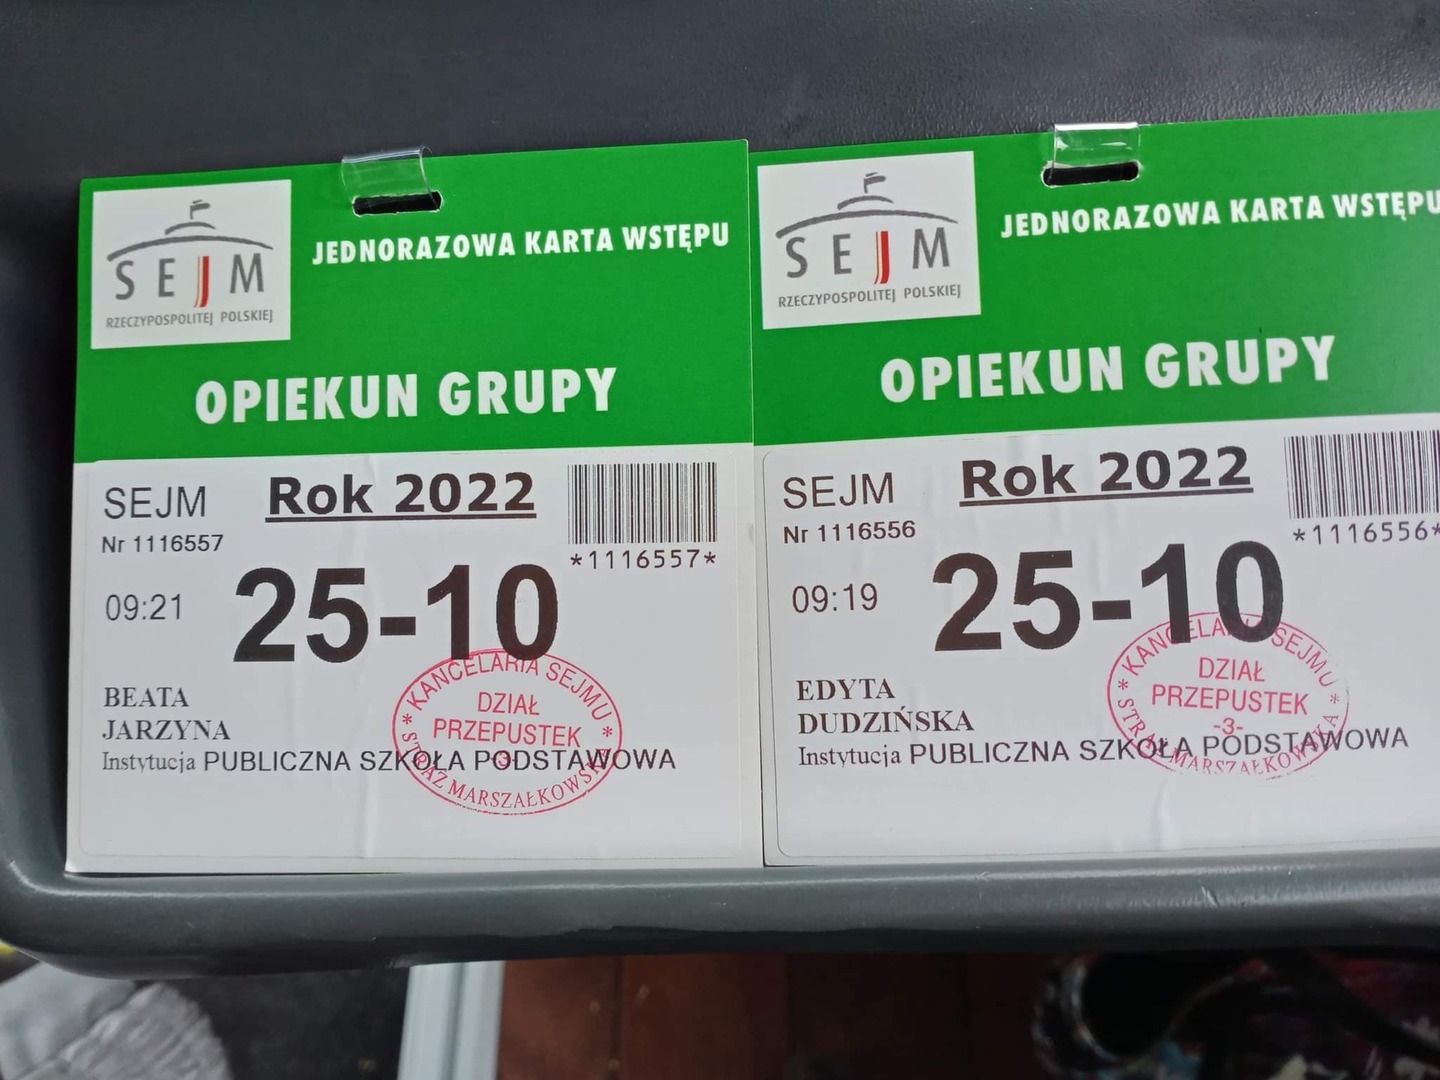 SEJM
RZECZYPOSPOLITEJ POLSKIEJ
JEDNORAZOWA KARTA WSTĘPU
OPIEKUN GRUPY
SEJM
Rok 2022
Nr 1116557
*1116557*
09:21
25-10
BEATA
JARZYNA
Instytucja PUBLICZNA SZKOŁA PODSTAWOWA
* KANCELARIA SEJMU *
DZIAŁ
PRZEPUSTEK
-3-
STRAŻ MARSZAŁKOWSKA
SEJM
RZECZYPOSPOLITEJ POLSKIEJ
JEDNORAZOWA KARTA WSTĘPU
OPIEKUN GRUPY
SEJM
Rok 2022
Nr 1116556
*1116556*
09:19
25-10
EDYTA
DUDZIŃSKA
Instytucja PUBLICZNA SZKOŁA PODSTAWOWA
* KANCELARIA SEJMU *
DZIAŁ
PRZEPUSTEK
-3-
STRAŻ MARSZAŁKOWSKA